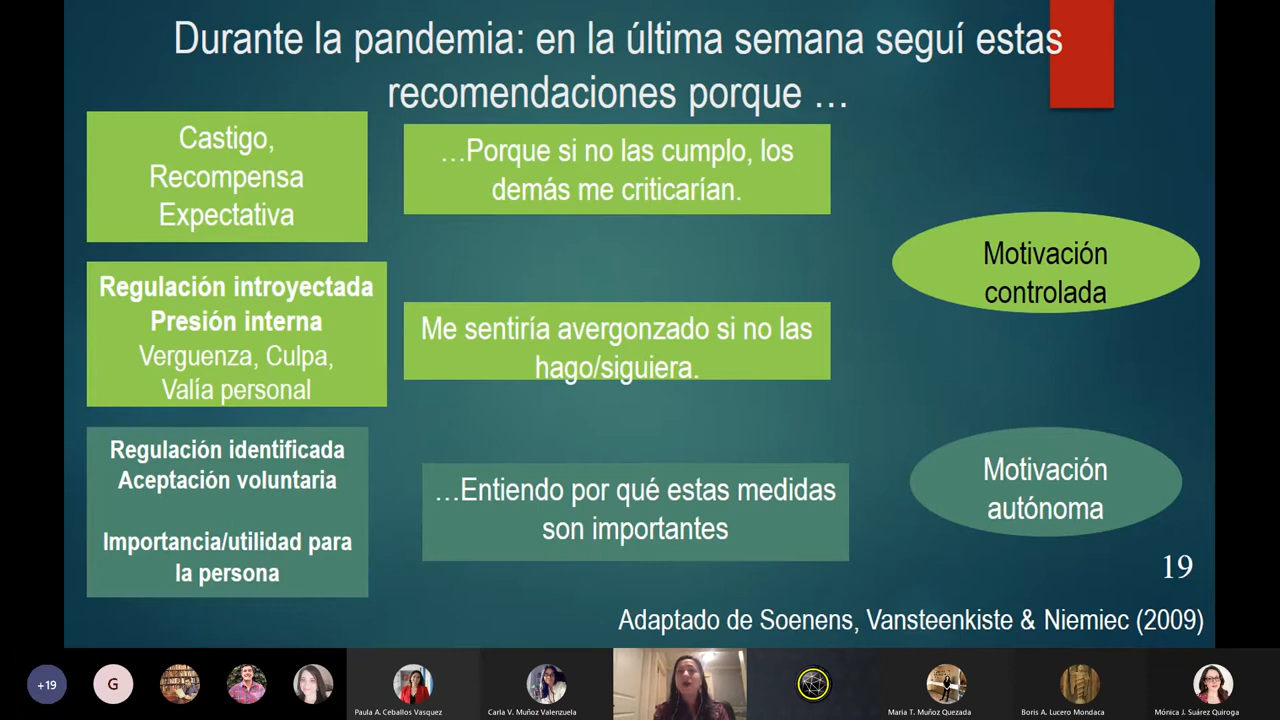 Durante la pandemia: en la última semana seguí estas
recomendaciones porque …
Castigo,
Recompensa
Expectativa
…Porque si no las cumplo, los
demás me criticarían.
Motivación
controlada
Regulación introyectada
Presión interna
Verguenza, Culpa,
Valía personal
Me sentiría avergonzado si no las
hago/siguiera.
Regulación identificada
Aceptación voluntaria
Importancia/utilidad para
la persona
…Entiendo por qué estas medidas
son importantes
Motivación
autónoma
19
Adaptado de Soenens, Vansteenkiste & Niemiec (2009)
+19
G
Paula A. Ceballos Vasquez
Carla V. Muñoz Valenzuela
Maria T. Muñoz Quezada
Boris A. Lucero Mondaca
Mónica J. Suárez Quiroga